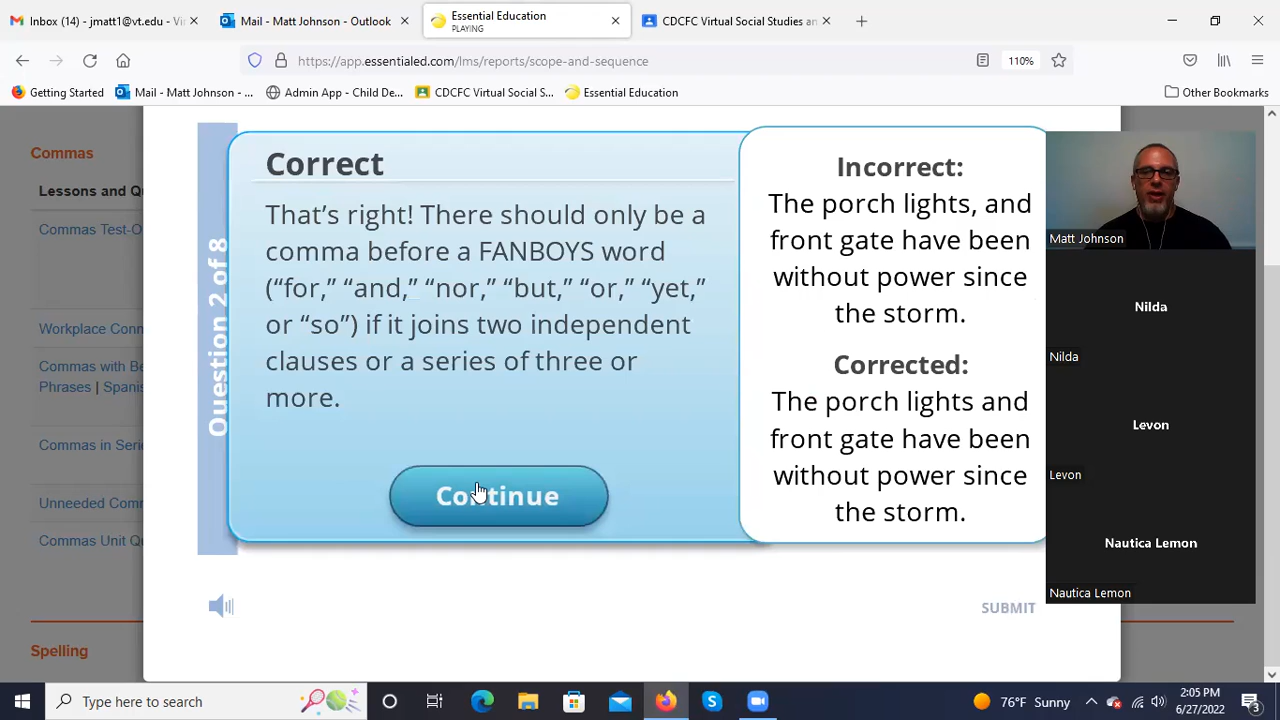 Inbox (14) - jmatt1@vt.edu - Vi
Mail - Matt Johnson - Outlook
Essential Education
PLAYING
CDCFC Virtual Social Studies an
https://app.essentialed.com/lms/reports/scope-and-sequence
110%
Getting Started
Mail - Matt Johnson - ...
Admin App - Child De...
CDCFC Virtual Social S...
Essential Education
Other Bookmarks
Commas
Lessons and Qu
Commas Test-O
Workplace Conn
Commas with Be
Phrases | Spanis
Commas in Serie
Unneeded Comm
Commas Unit Qu
Spelling
Question 2 of 8
Correct
That’s right! There should only be a
comma before a FANBOYS word
(“for,” “and,” “nor,” “but,” “or,” “yet,”
or “so”) if it joins two independent
clauses or a series of three or
more.
Continue
Incorrect:
The porch lights, and
front gate have been
without power since
the storm.
Corrected:
The porch lights and
front gate have been
without power since
the storm.
SUBMIT
Matt Johnson
Nilda
Nilda
Levon
Levon
Nautica Lemon
Nautica Lemon
Type here to search
76°F Sunny
2:05 PM
6/27/2022
3